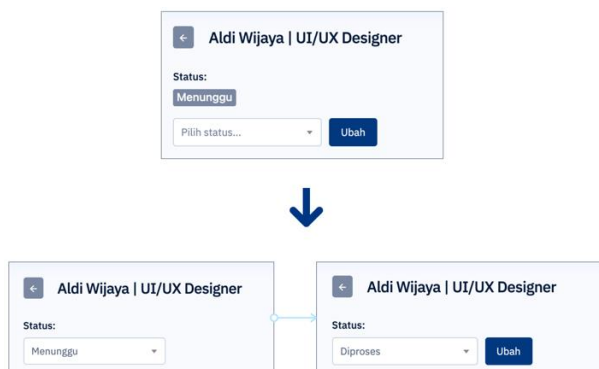 Aldi Wijaya | UI/UX Designer
Status:
Menunggu
Pilih status...
Ubah
Aldi Wijaya | UI/UX Designer
Status:
Menunggu
Aldi Wijaya | UI/UX Designer
Status:
Diproses
Ubah